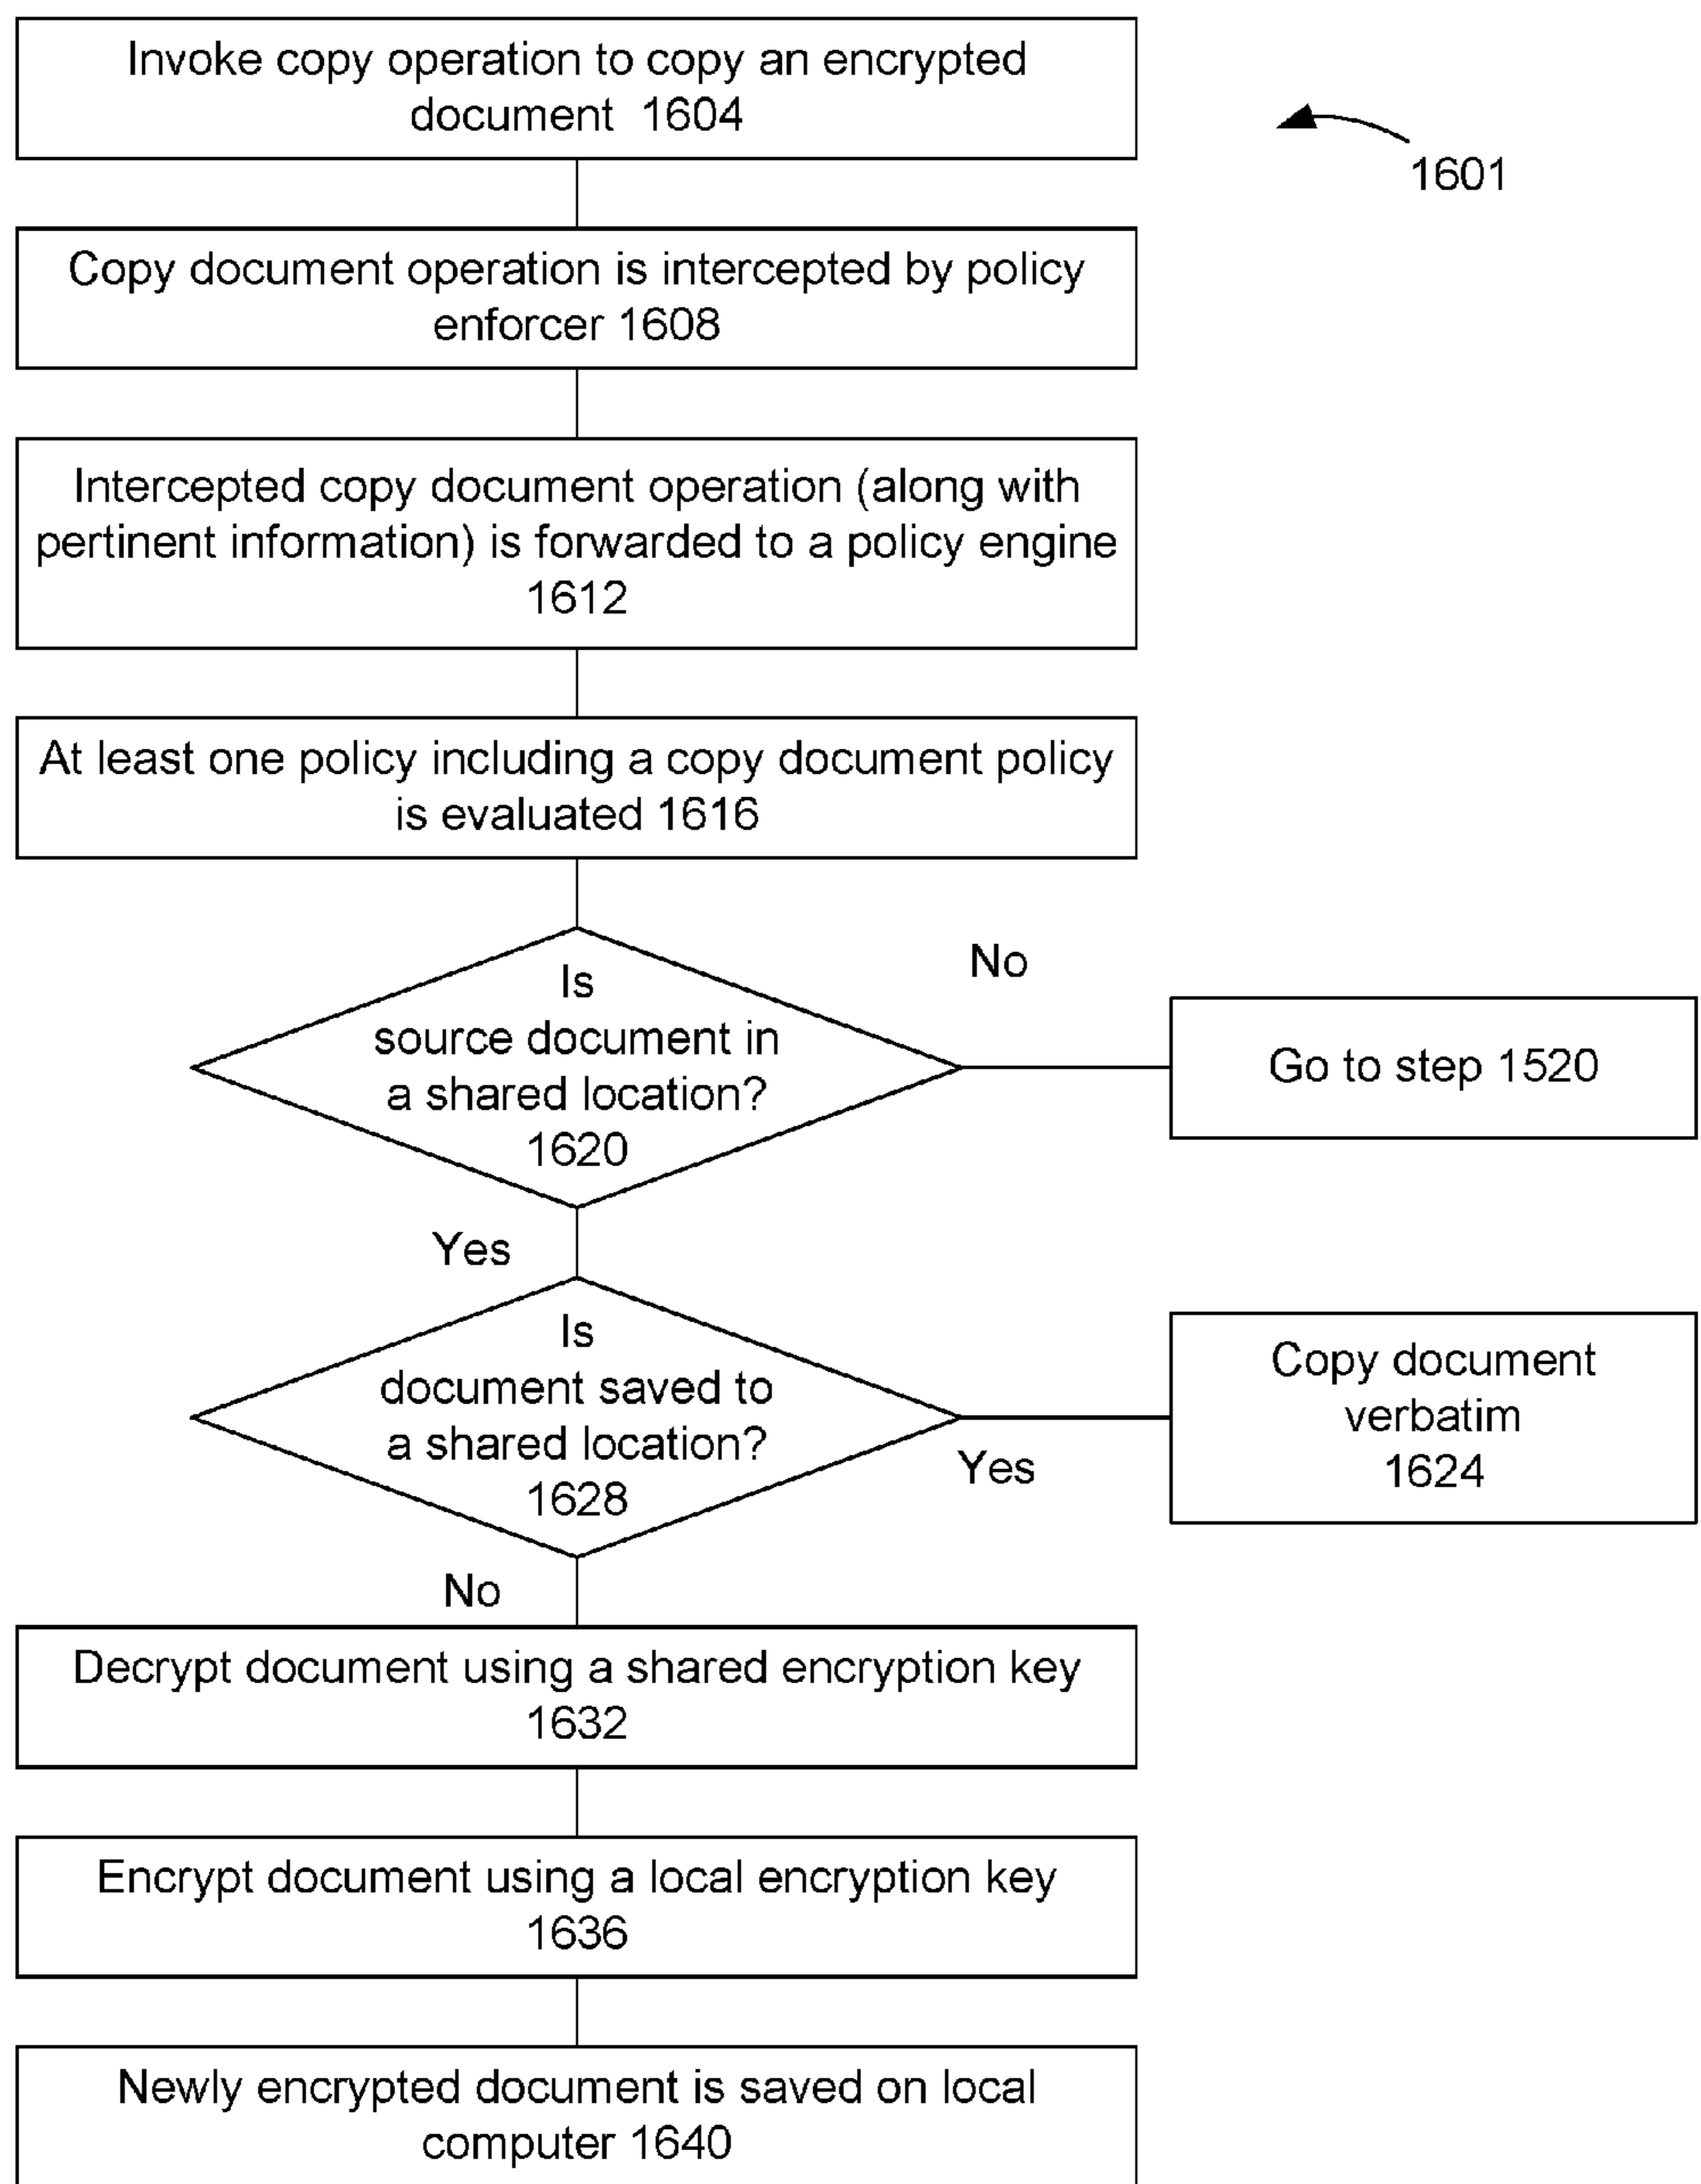 Invoke copy operation to copy an encrypted
document 1604
1601
Copy document operation is intercepted by policy
enforcer 1608
Intercepted copy document operation (along with
pertinent information) is forwarded to a policy engine
1612
At least one policy including a copy document policy
is evaluated 1616
Is
source document in
a shared location?
1620
No
Go to step 1520
Yes
Is
document saved to
a shared location?
1628
Yes
Copy document
verbatim
1624
No
Decrypt document using a shared encryption key
1632
Encrypt document using a local encryption key
1636
Newly encrypted document is saved on local
computer 1640